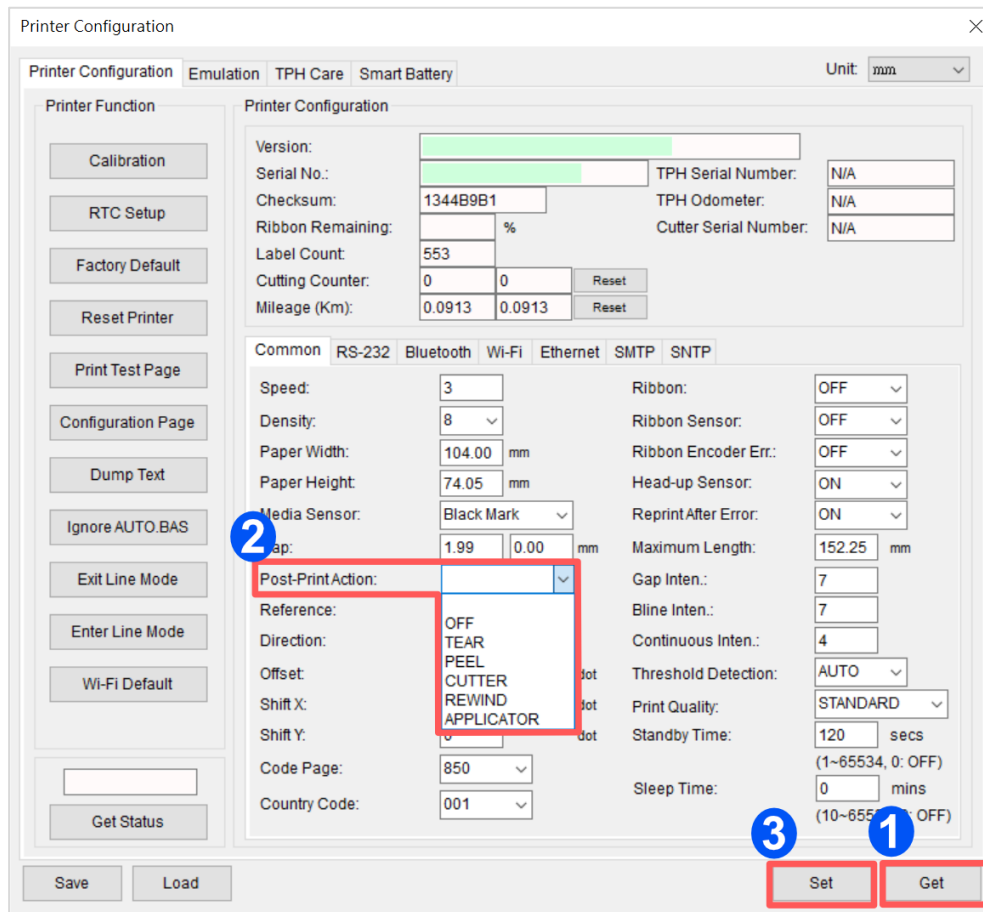 Printer Configuration
Printer Configuration Emulation TPH Care Smart Battery Unit: mm
Printer Function
Calibration
RTC Setup
Factory Default
Reset Printer
Print Test Page
Configuration Page
Dump Text
Ignore AUTO.BAS
Exit Line Mode
Enter Line Mode
Wi-Fi Default
Get Status
Printer Configuration
Version:
Serial No.: TPH Serial Number: N/A
Checksum: 1344B9B1 TPH Odometer: N/A
Ribbon Remaining: % Cutter Serial Number: N/A
Label Count: 553
Cutting Counter: 0 0 Reset
Mileage (Km): 0.0913 0.0913 Reset
Common RS-232 Bluetooth Wi-Fi Ethernet SMTP SNTP
Speed: 3 Ribbon: OFF
Density: 8 Ribbon Sensor: OFF
Paper Width: 104.00 mm Ribbon Encoder Err.: OFF
Paper Height: 74.05 mm Head-up Sensor: ON
Media Sensor: Black Mark Reprint After Error: ON
2
ap: 1.99 0.00 mm Maximum Length: 152.25 mm
Post-Print Action: Gap Inten.: 7
Reference: Bline Inten.: 7
OFF
Direction: TEAR Continuous Inten.: 4
PEEL
Offset: CUTTER dot Threshold Detection: AUTO
Shift X: REWIND dot Print Quality: STANDARD
APPLICATOR
Shift Y: 0 dot Standby Time: 120 secs
(1~65534, 0: OFF)
Code Page: 850 Sleep Time: 0 mins
Country Code: 001 (10~655 : OFF)
3 1
Save Load Set Get